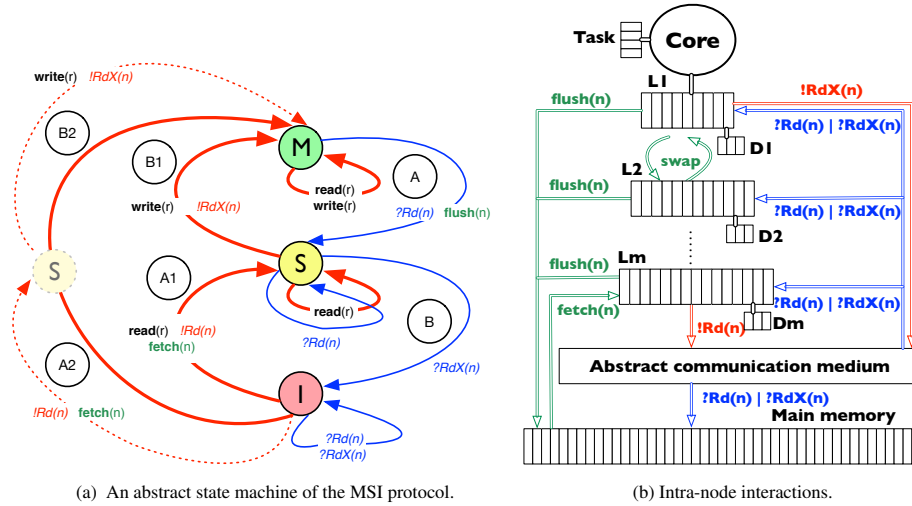 write(r) !RdX(n)
B2
M
B1
A
read(r)
write(r)
write(r) !RdX(n)
?Rd(n) flush(n)
S
S
A1
read(r)
B
read(r) !Rd(n)
fetch(n)
?Rd(n)
?RdX(n)
A2
I
!Rd(n) fetch(n)
?Rd(n)
?RdX(n)
(a) An abstract state machine of the MSI protocol.
Task
Core
L1
flush(n)
!RdX(n)
?Rd(n) | ?RdX(n)
D1
swap
L2
flush(n)
?Rd(n) | ?RdX(n)
D2
Lm
flush(n)
?Rd(n) | ?RdX(n)
fetch(n)
Dm
!Rd(n)
Abstract communication medium
?Rd(n) | ?RdX(n)
Main memory
(b) Intra-node interactions.